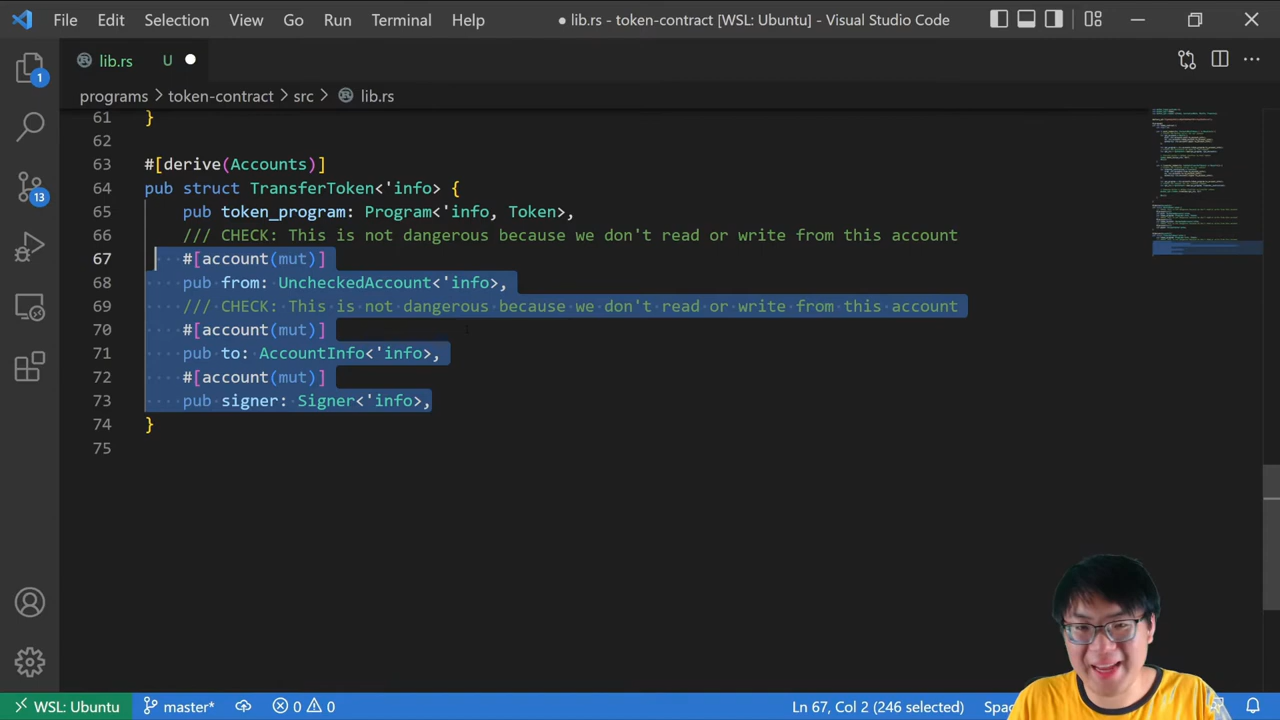 File Edit Selection View Go Run Terminal Help
● lib.rs - token-contract [WSL: Ubuntu] - Visual Studio Code
1
lib.rs U ●
programs > token-contract > src > lib.rs
61 }
62
63 #[derive(Accounts)]
64 pub struct TransferToken<'info> {
65 pub token_program: Program<'info, Token>,
66 /// CHECK: This is not dangerous because we don't read or write from this account
67 #[account(mut)]
68 pub from: UncheckedAccount<'info>,
69 /// CHECK: This is not dangerous because we don't read or write from this account
70 #[account(mut)]
71 pub to: AccountInfo<'info>,
72 #[account(mut)]
73 pub signer: Signer<'info>,
74 }
75
13
WSL: Ubuntu master* 0 0 Ln 67, Col 2 (246 selected)